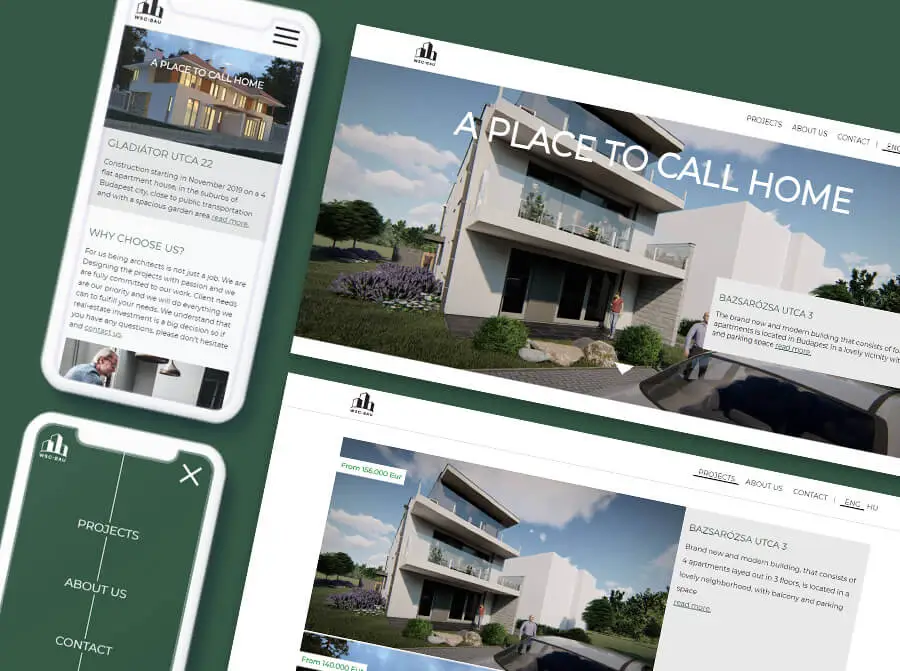 WSC-BAU
A PLACE TO CALL HOME
GLADIÁTOR UTCA 22
Construction starting in November 2019 on a 4
flat apartment house, in the suburbs of
Budapest city, close to public transportation
and with a spacious garden area read more.
WHY CHOOSE US?
For us being architects is not just a job. We are
Designing the projects with passion and we
are fully committed to our work. Client needs
are our priority and we will do everything we
can to fulfill your needs. We understand that
real-estate investment is a big decision so if
you have any questions, please don't hesitate
and contact us.
WSC-BAU
PROJECTS
ABOUT US
CONTACT
WSC-BAU
PROJECTS ABOUT US CONTACT | ENG
A PLACE TO CALL HOME
BAZSARÓZSA UTCA 3
The brand new and modern building that consists of fo
apartments is located in Budapest in a lovely vicinity wit
and parking space read more.
WSC-BAU
PROJECTS ABOUT US CONTACT | ENG HU
From 156.000 Eur
BAZSARÓZSA UTCA 3
Brand new and modern building, that consists of
4 apartments layed out in 3 floors, is located in a
lovely neighborhood, with balcony and parking
space
read more.
From 140.000 Eur